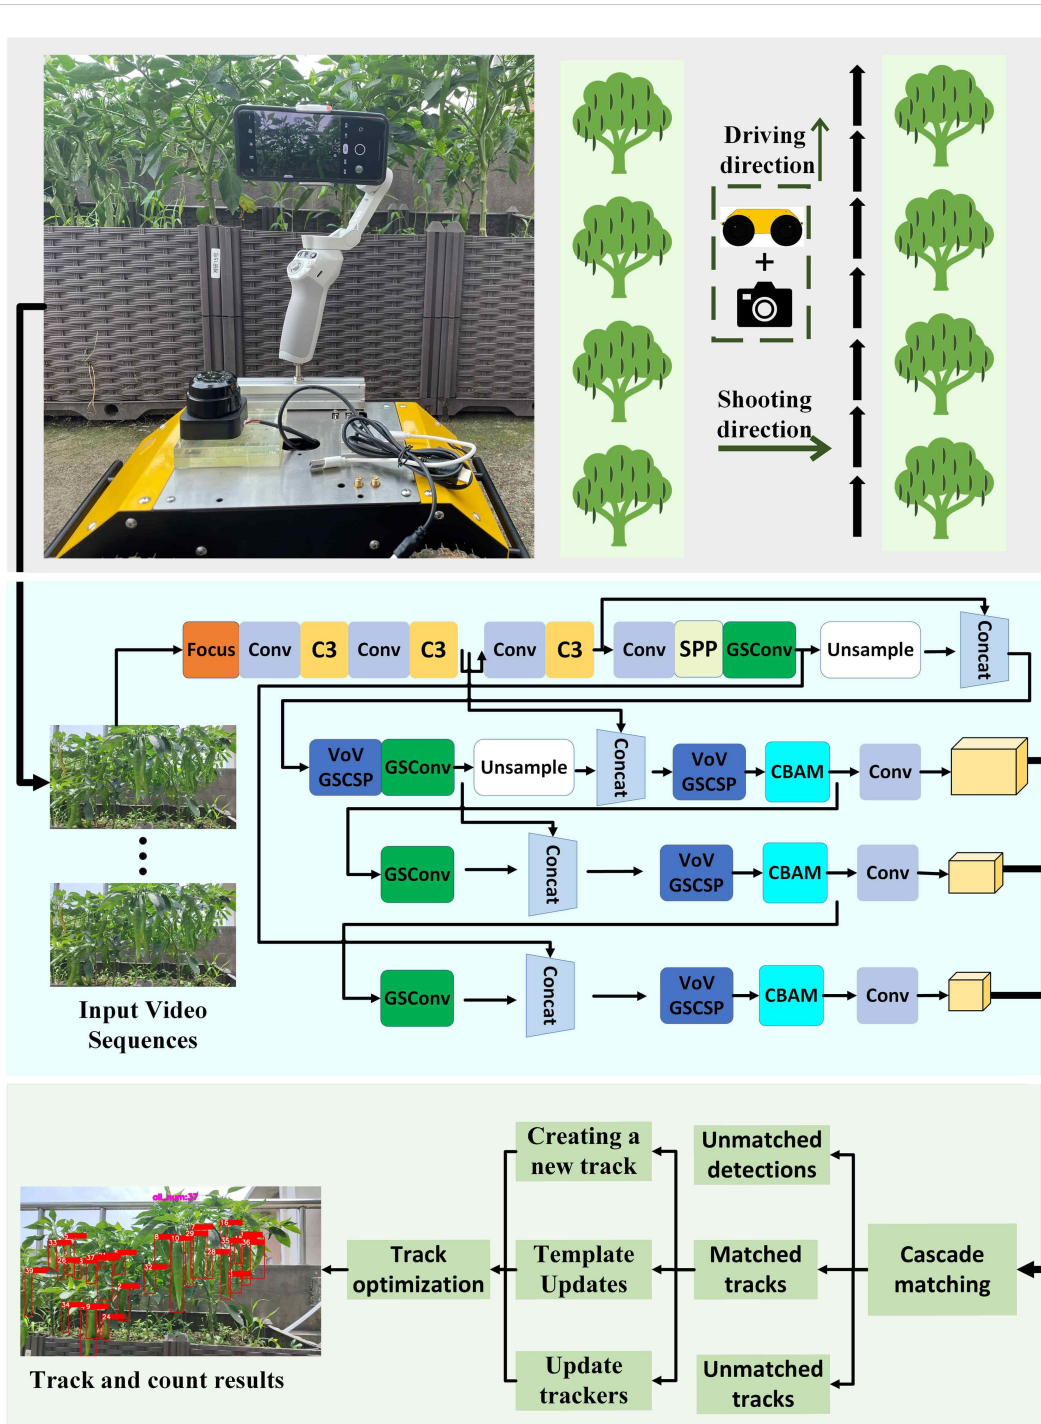 Driving
direction
+
Shooting
direction
Focus
Conv
C3
Conv
C3
Conv
C3
Conv
SPP
GSConv
Unsample
Concat
VoV
GSCSP
GSConv
Unsample
Concat
VoV
GSCSP
CBAM
Conv
GSConv
Concat
VoV
GSCSP
CBAM
Conv
GSConv
Concat
VoV
GSCSP
CBAM
Conv
Input Video
Sequences
Creating a
new track
Unmatched
detections
all_num:37
Track
optimization
Template
Updates
Matched
tracks
Cascade
matching
Update
trackers
Unmatched
tracks
Track and count results